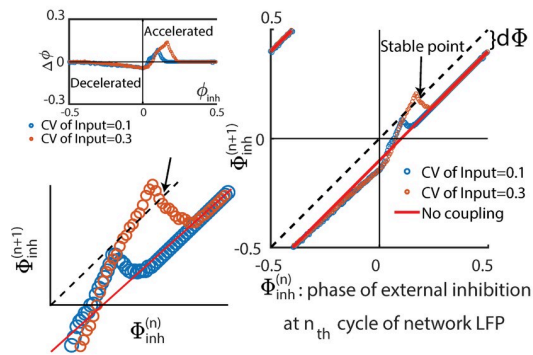 0.3
Accelerated
Δϕ
0
Decelerated
-0.3
-0.5
0
0.5
ϕinh
CV of Input=0.1
CV of Input=0.3
0.5
dΦ
Stable point
Φinh(n+1)
0
CV of Input=0.1
CV of Input=0.3
No coupling
-0.5
-0.5
0
0.5
Φinh(n+1)
Φinh(n)
Φinh(n) : phase of external inhibition
at nth cycle of network LFP